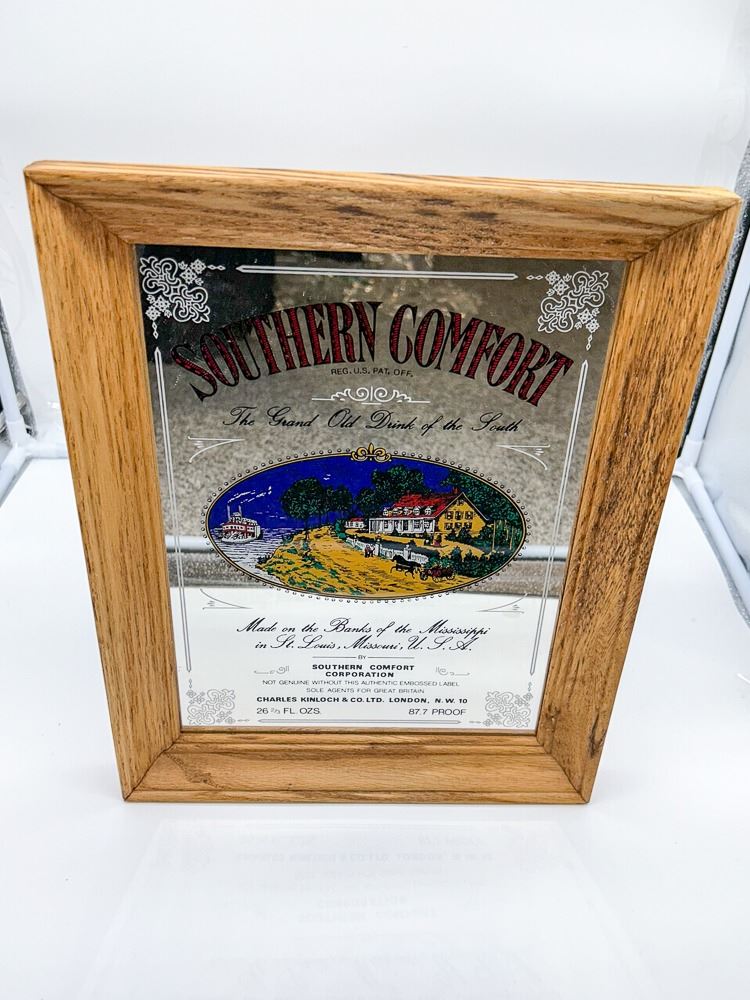 SOUTHERN COMFORT
REG. U.S. PAT. OFF.
The Grand Old Drink of the South
Made on the Banks of the Mississippi
in St. Louis, Missouri, U. S. A.
BY
SOUTHERN COMFORT
CORPORATION
NOT GENUINE WITHOUT THIS AUTHENTIC EMBOSSED LABEL
SOLE AGENTS FOR GREAT BRITAIN
CHARLES KINLOCH & CO. LTD. LONDON, N.W. 10
26 2/3 FL. OZS. 87.7 PROOF